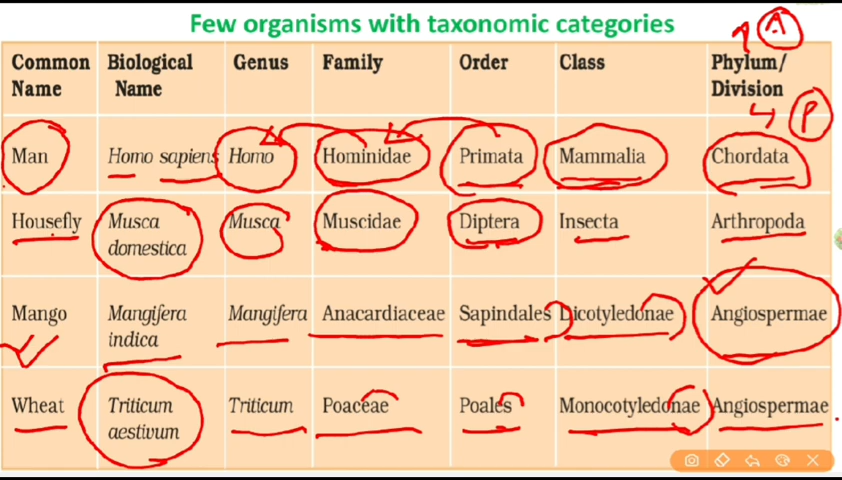 Few organisms with taxonomic categories
A
Common Name Biological Name Genus Family Order Class Phylum/ Division
P
Man Homo sapiens Homo Hominidae Primata Mammalia Chordata
Housefly Musca domestica Musca Muscidae Diptera Insecta Arthropoda
Mango Mangifera indica Mangifera Anacardiaceae Sapindales Dicotyledonae Angiospermae
Wheat Triticum aestivum Triticum Poaceae Poales Monocotyledonae Angiospermae